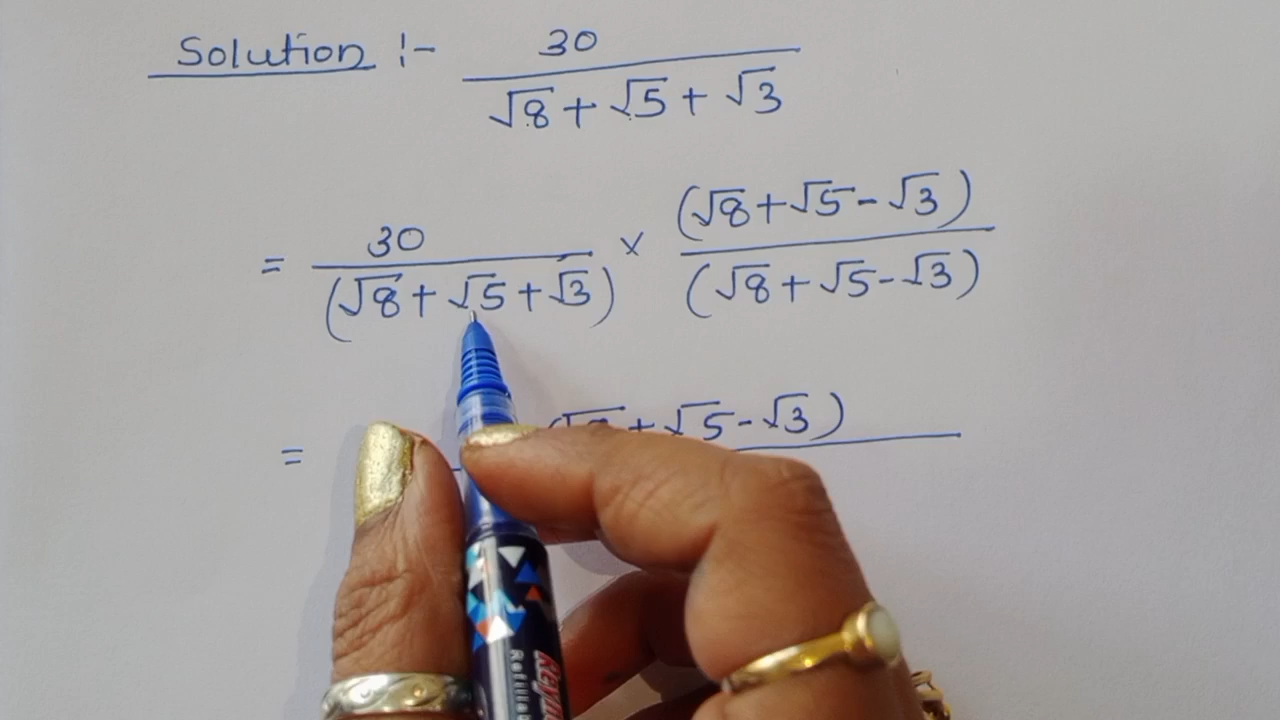 Solution :- 30
√8 + √5 + √3
= 30 × (√8 + √5 - √3)
(√8 + √5 + √3) (√8 + √5 - √3)
= + √5 - √3)